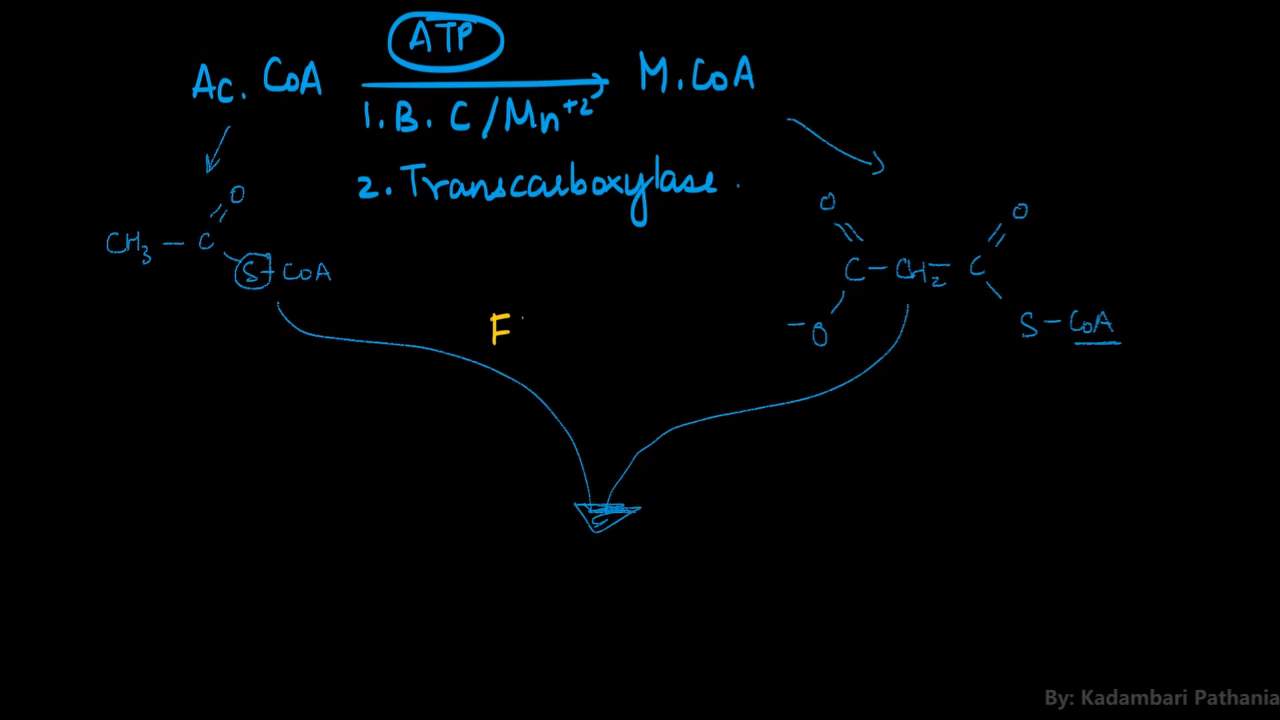 ATP
Ac. CoA M. CoA
1. B. C/Mn+2
2. Transcarboxylase.
O
CH3 — C
S — CoA
O O
C — CH2 — C
−O S — CoA
F
By: Kadambari Pathania